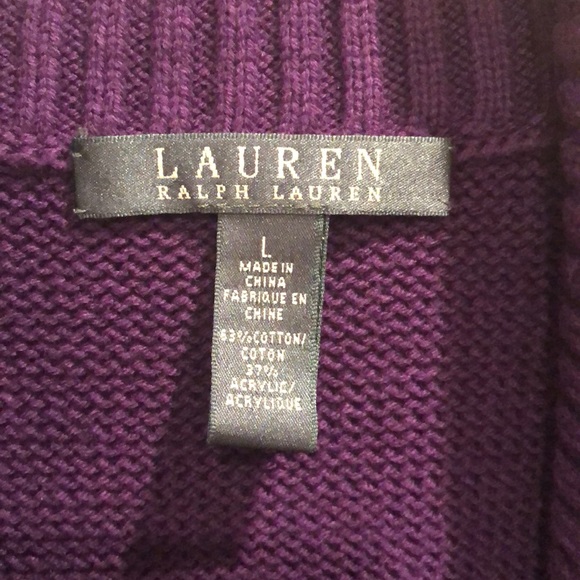 LAUREN
RALPH LAUREN
L
MADE IN
CHINA
FABRIQUE EN
CHINE
63%COTTON/
COTON
37%
ACRYLIC/
ACRYLIQUE